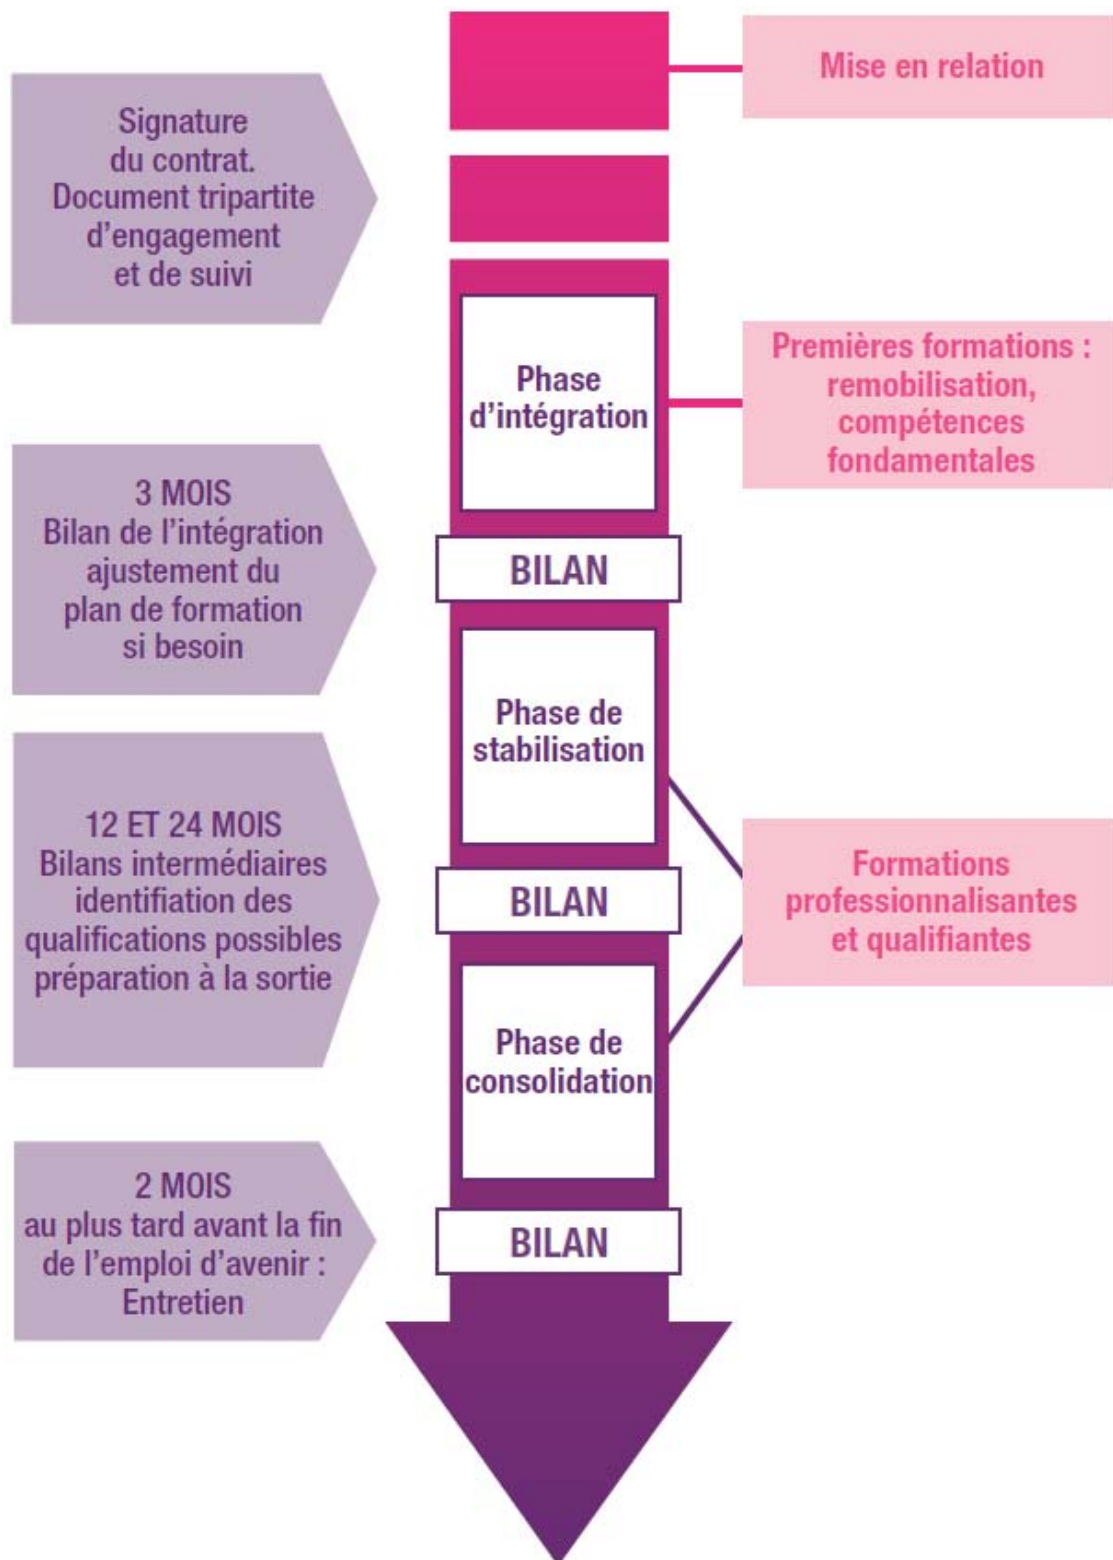 Mise en relation
Signature
du contrat.
Document tripartite
d'engagement
et de suivi
Phase
d'intégration
Premières formations :
remobilisation,
compétences
fondamentales
3 MOIS
Bilan de l'intégration
ajustement du
plan de formation
si besoin
BILAN
Phase de
stabilisation
12 ET 24 MOIS
Bilans intermédiaires
identifiation des
qualifications possibles
préparation à la sortie
BILAN
Formations
professionnalisantes
et qualifiantes
Phase de
consolidation
2 MOIS
au plus tard avant la fin
de l'emploi d'avenir :
Entretien
BILAN